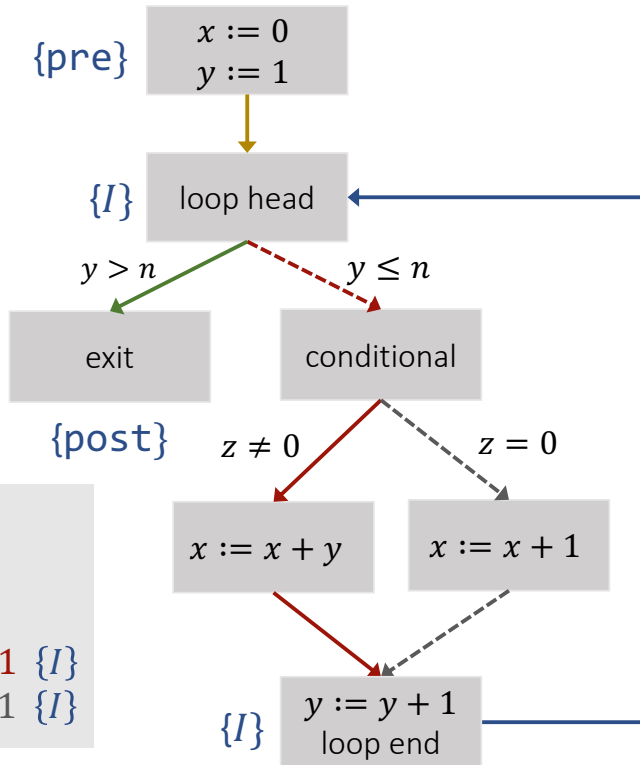 {pre}
x := 0
y := 1
{I}
loop head
y > n
y ≤ n
exit
conditional
{post}
z ≠ 0
z = 0
x := x + y
x := x + 1
1 {I}
1 {I}
{I}
y := y + 1
loop end